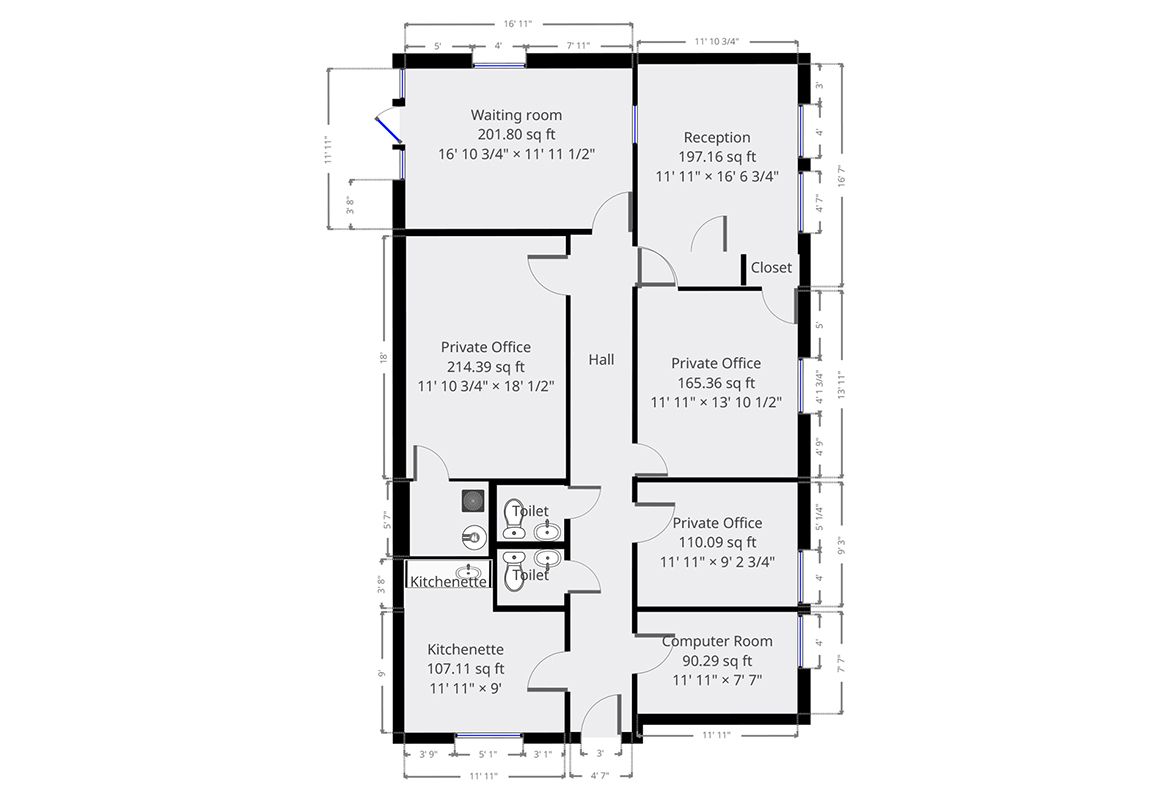 16' 11"
11' 10 3/4"
5'
4'
7' 11"
3'
4'
4' 7"
16' 7"
11' 11"
3' 8"
Waiting room
201.80 sq ft
16' 10 3/4" × 11' 11 1/2"
Reception
197.16 sq ft
11' 11" × 16' 6 3/4"
Closet
18'
Private Office
214.39 sq ft
11' 10 3/4" × 18' 1/2"
Hall
Private Office
165.36 sq ft
11' 11" × 13' 10 1/2"
5'
4' 1 3/4"
13' 11"
4' 9"
5' 7"
Toilet
Private Office
110.09 sq ft
11' 11" × 9' 2 3/4"
5' 1/4"
9' 3"
4'
3' 8"
Toilet
Kitchenette
Kitchenette
107.11 sq ft
11' 11" × 9'
9'
Computer Room
90.29 sq ft
11' 11" × 7' 7"
4'
7' 7"
11' 11"
3' 9"
5' 1"
3' 1"
3'
11' 11"
4' 7"